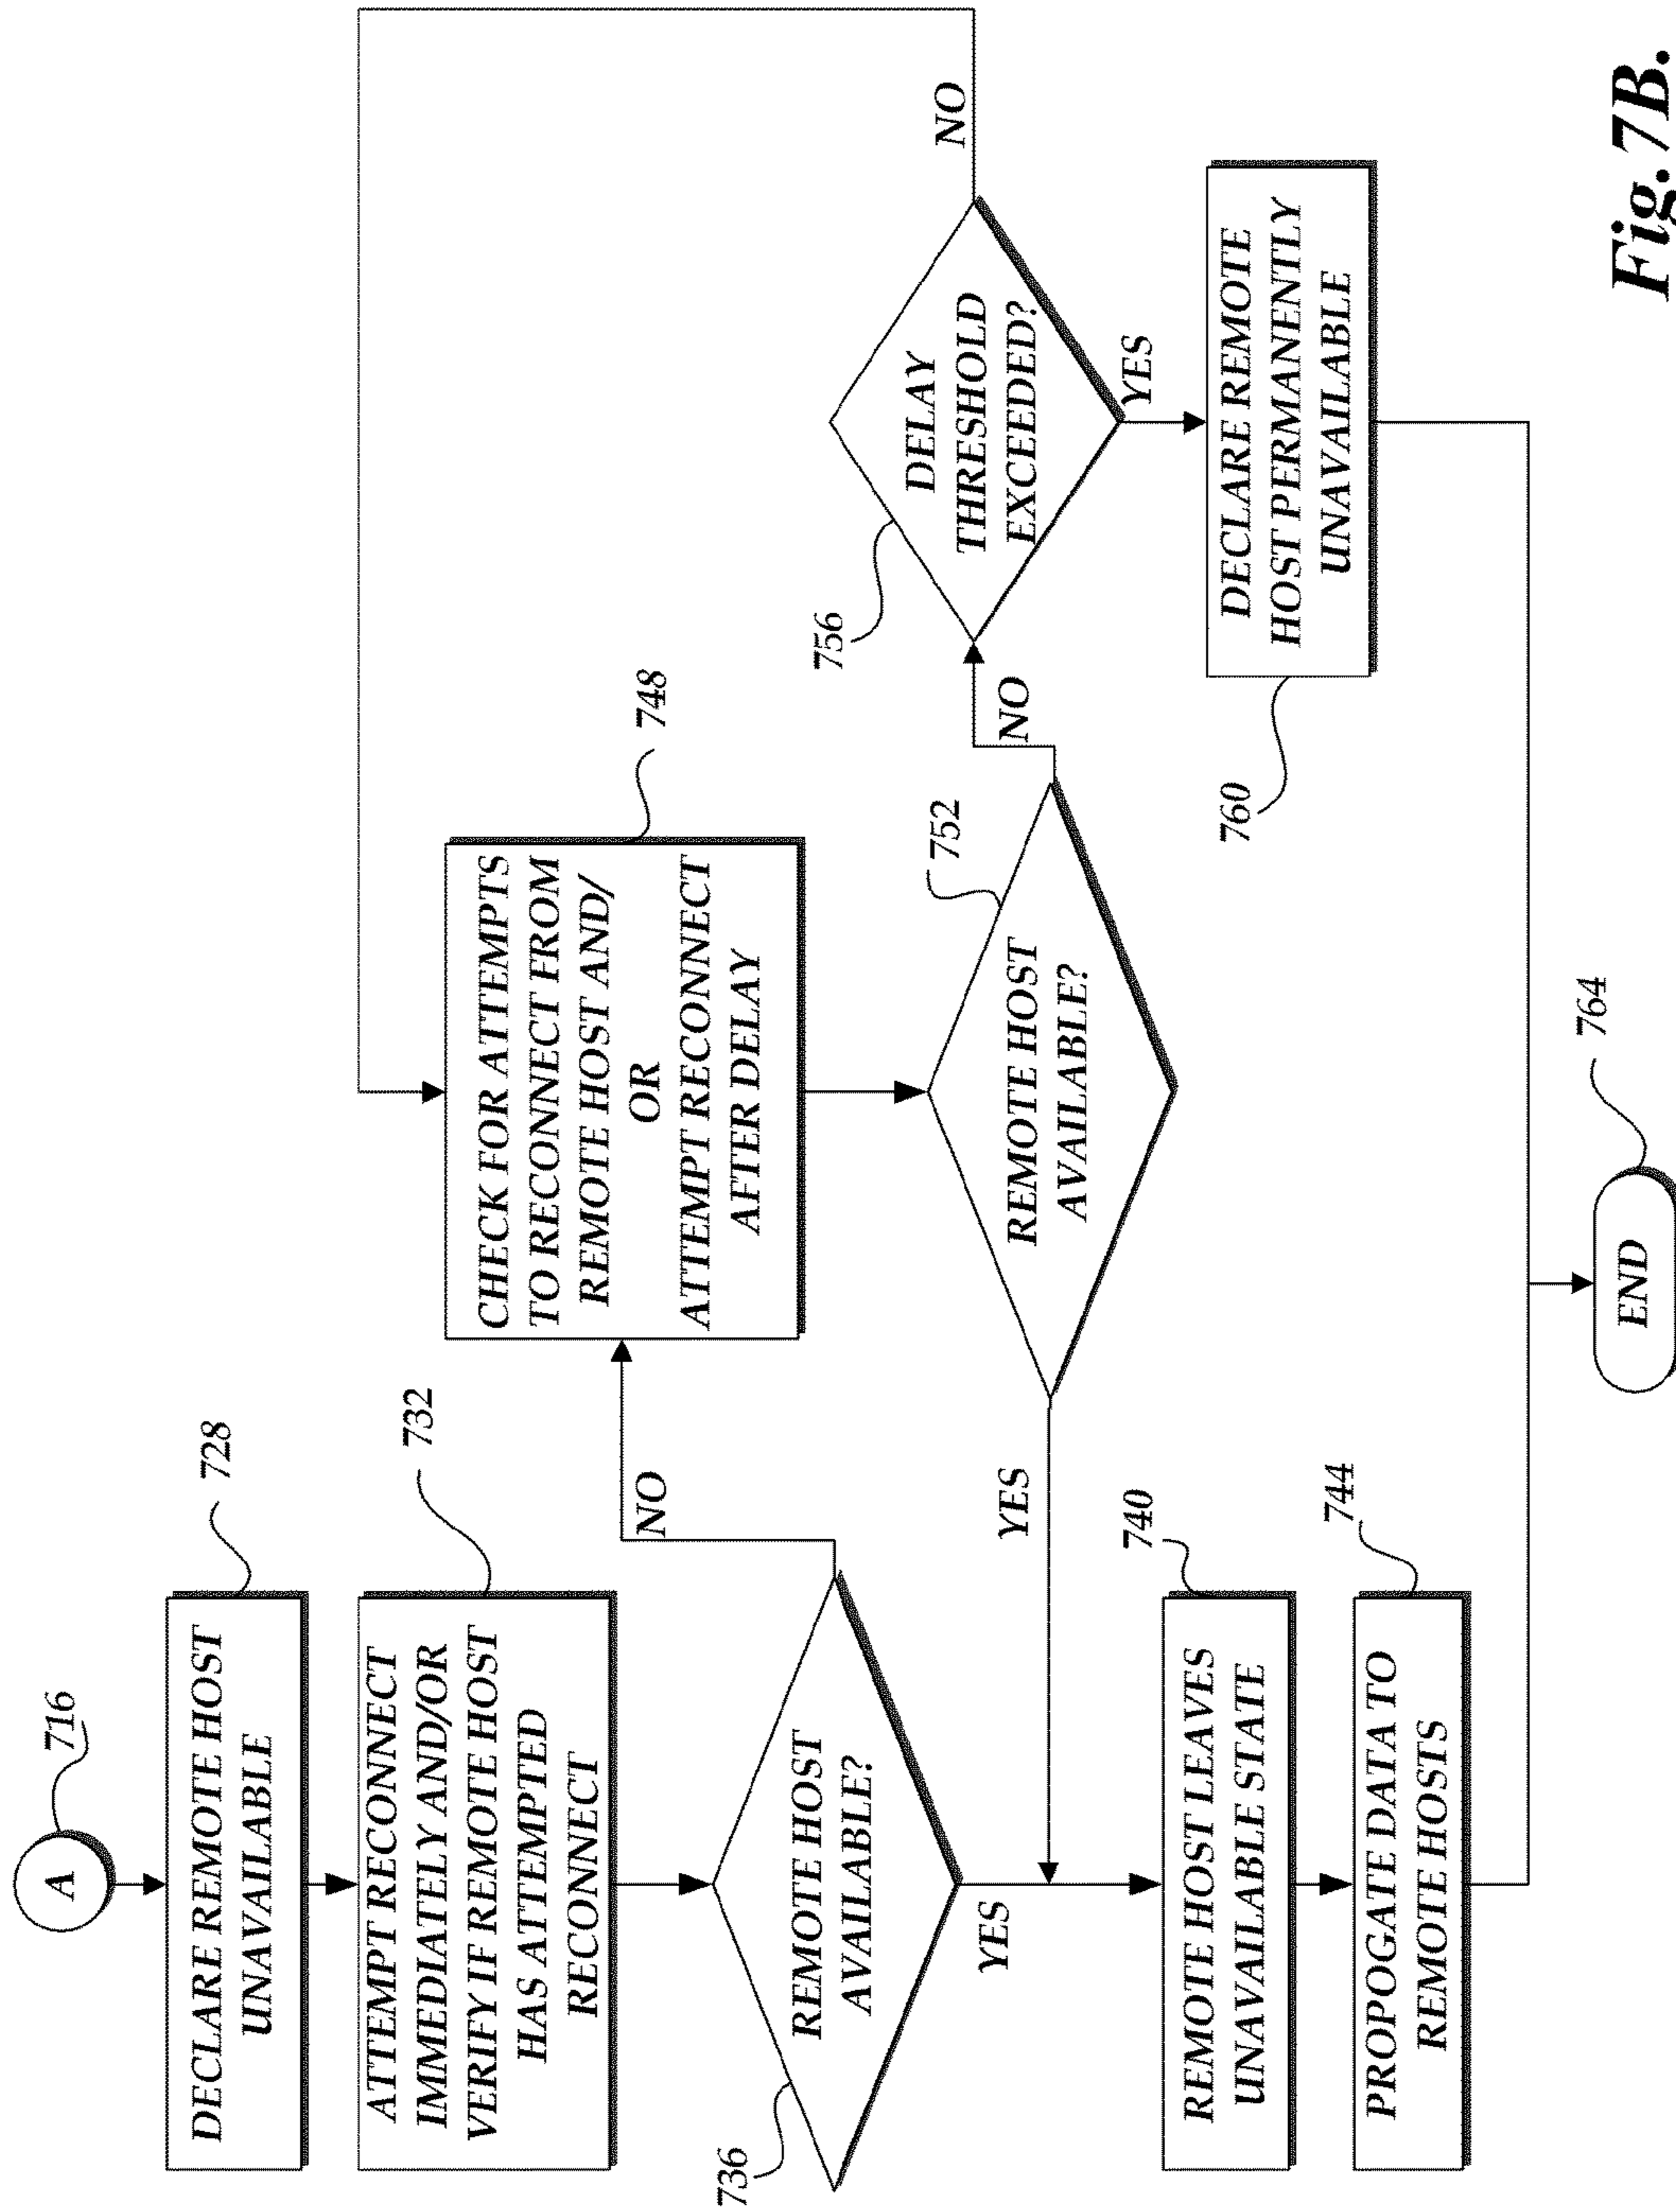 A
716
DECLARE REMOTE HOST
UNAVAILABLE
728
ATTEMPT RECONNECT
IMMEDIATELY AND/OR
VERIFY IF REMOTE HOST
HAS ATTEMPTED
RECONNECT
732
REMOTE HOST
AVAILABLE?
736
NO
YES
REMOTE HOST LEAVES
UNAVAILABLE STATE
740
PROPOGATE DATA TO
REMOTE HOSTS
744
CHECK FOR ATTEMPTS
TO RECONNECT FROM
REMOTE HOST AND/
OR
ATTEMPT RECONNECT
AFTER DELAY
748
REMOTE HOST
AVAILABLE?
752
YES
NO
DELAY
THRESHOLD
EXCEEDED?
756
NO
YES
DECLARE REMOTE
HOST PERMANENTLY
UNAVAILABLE
760
END
764
Fig. 7B.